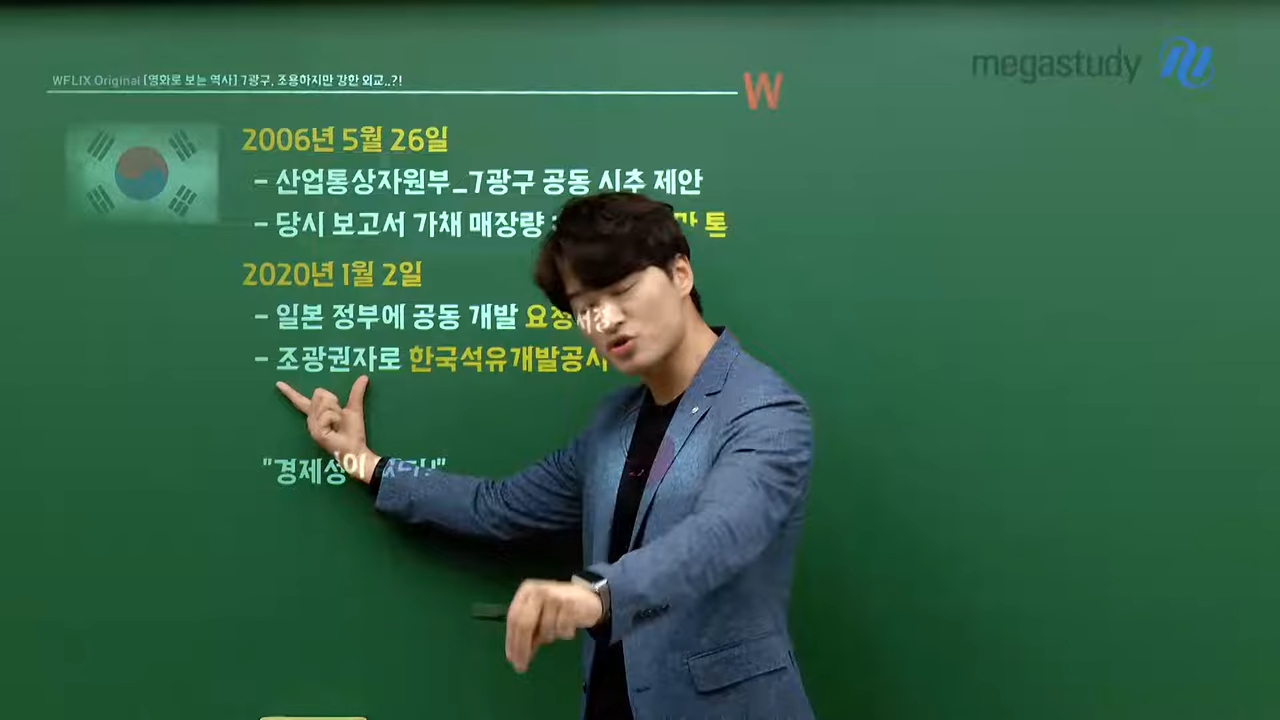 WFLIX Original [영화로 보는 역사] 7광구, 조용하지만 강한 외교..?!
W
megastudy
2006년 5월 26일
- 산업통상자원부_7광구 공동 시추 제안
- 당시 보고서 가채 매장량 : 만 톤
2020년 1월 2일
- 일본 정부에 공동 개발 요청서
- 조광권자로 한국석유개발공사
"경제성이